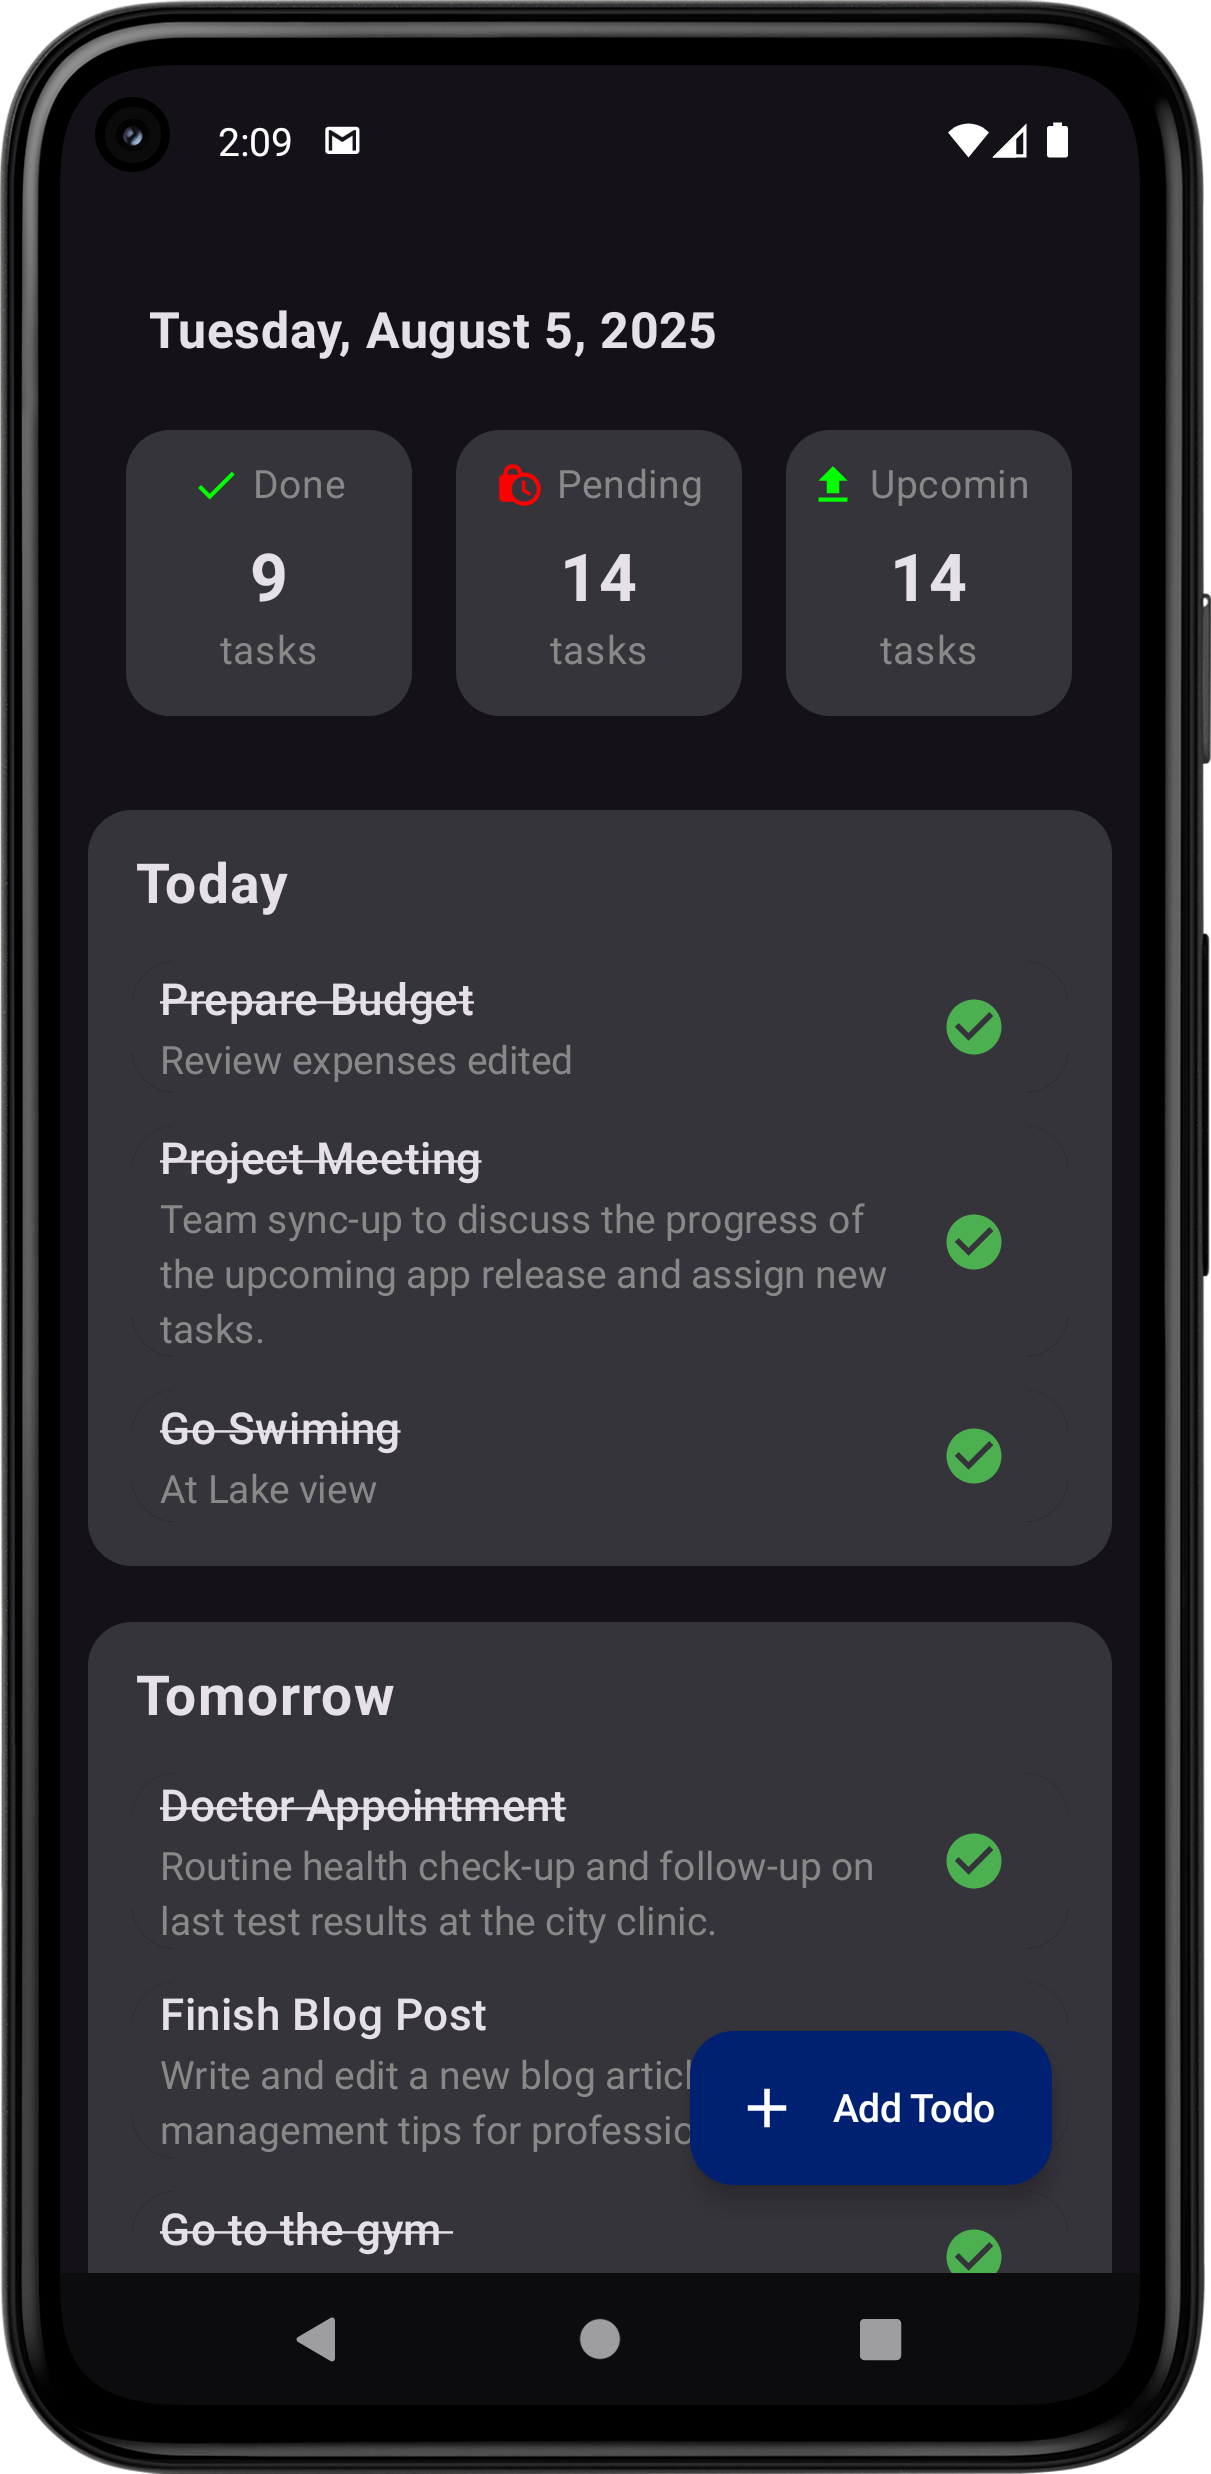 2:09
Tuesday, August 5, 2025
Done
9
tasks
Pending
14
tasks
Upcomin
14
tasks
Today
Prepare Budget
Review expenses edited
Project Meeting
Team sync-up to discuss the progress of
the upcoming app release and assign new
tasks.
Go Swiming
At Lake view
Tomorrow
Doctor Appointment
Routine health check-up and follow-up on
last test results at the city clinic.
Finish Blog Post
Write and edit a new blog
management tips for
Add Todo
Go to the gym